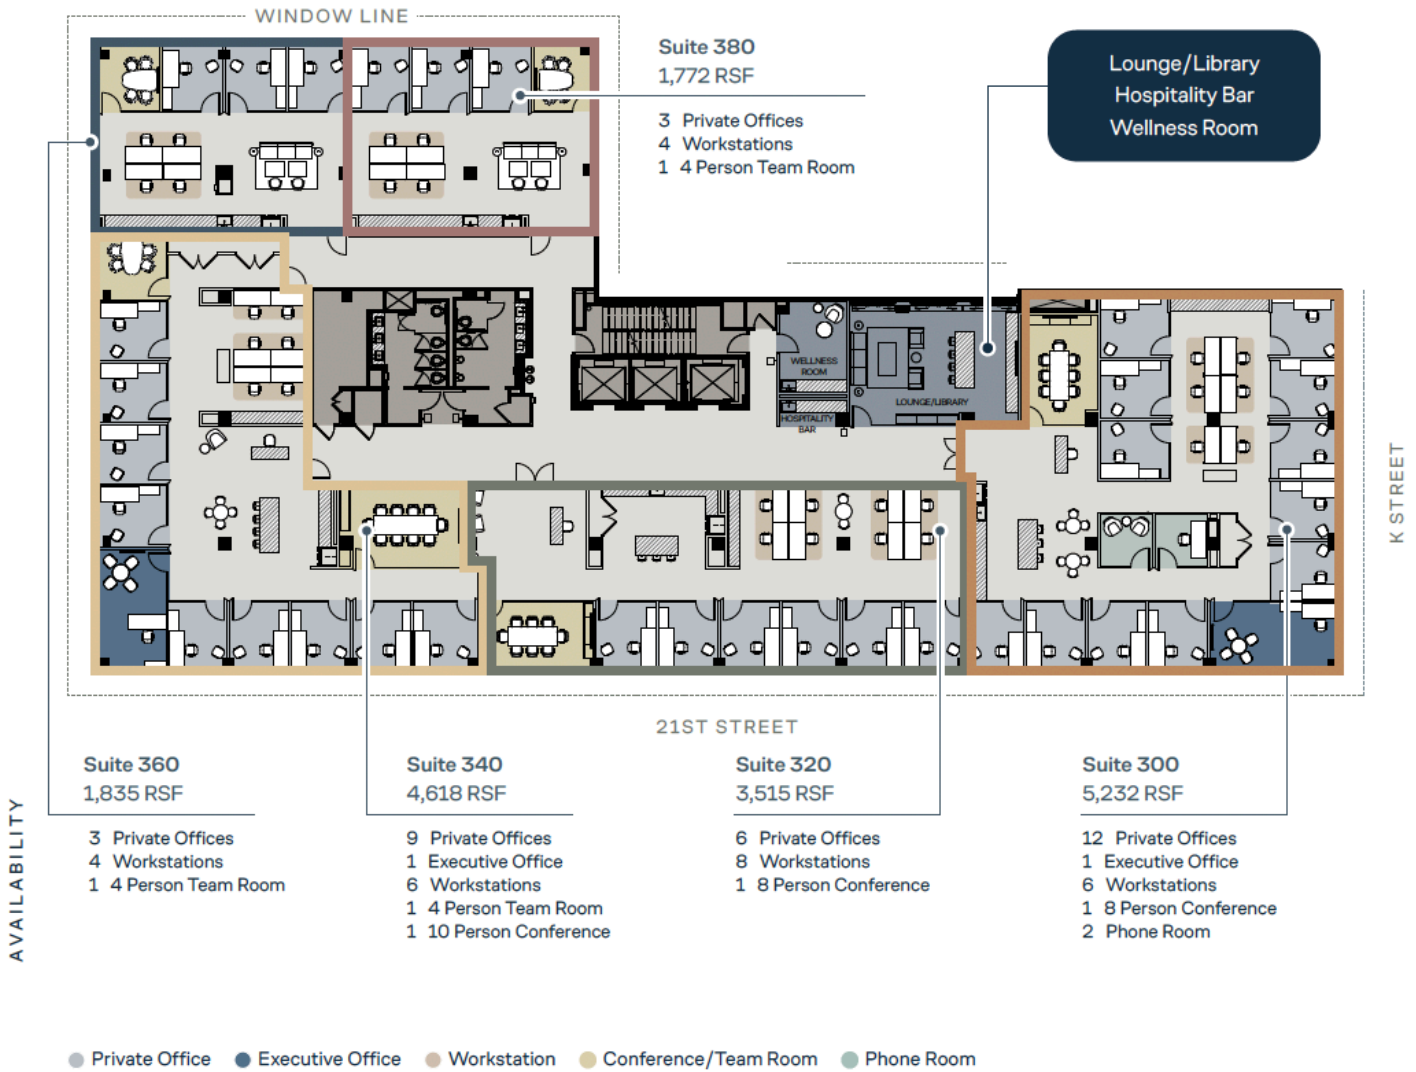 WINDOW LINE
Suite 380
1,772 RSF
3 Private Offices
4 Workstations
1 4 Person Team Room
Lounge/Library
Hospitality Bar
Wellness Room
WELLNESS
ROOM
LOUNGE/LIBRARY
HOSPITALITY
BAR
K STREET
21ST STREET
AVAILABILITY
Suite 360
1,835 RSF
3 Private Offices
4 Workstations
1 4 Person Team Room
Suite 340
4,618 RSF
9 Private Offices
1 Executive Office
6 Workstations
1 4 Person Team Room
1 10 Person Conference
Suite 320
3,515 RSF
6 Private Offices
8 Workstations
1 8 Person Conference
Suite 300
5,232 RSF
12 Private Offices
1 Executive Office
6 Workstations
1 8 Person Conference
2 Phone Room
Private Office
Executive Office
Workstation
Conference/Team Room
Phone Room